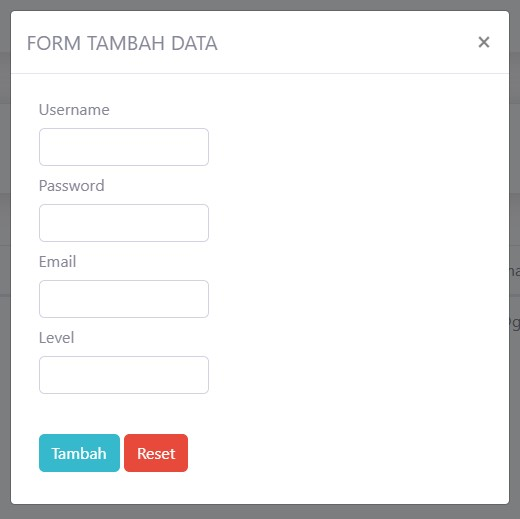 FORM TAMBAH DATA ×
Username
Password
Email
Level
Tambah Reset